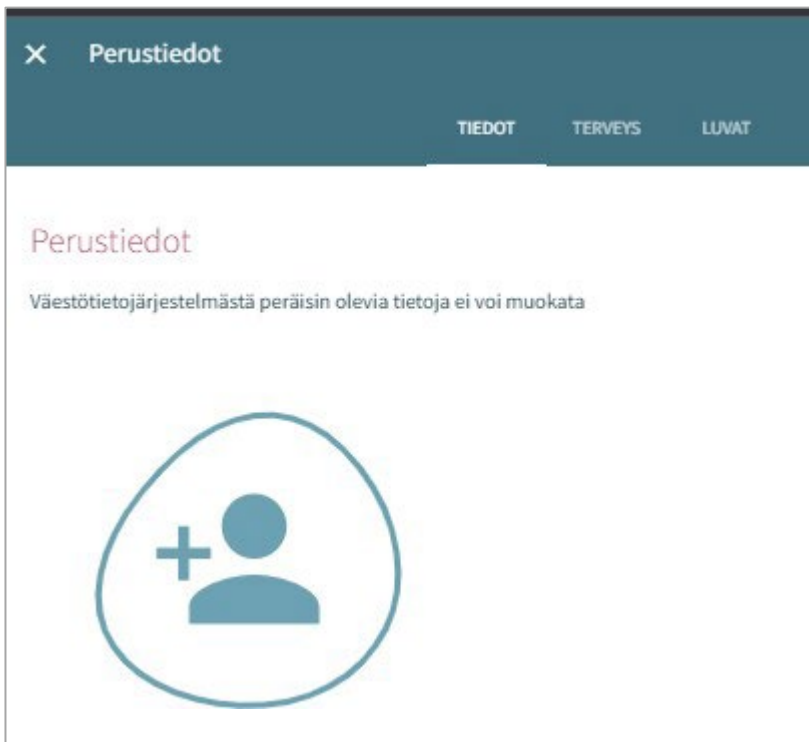 Perustiedot
TIEDOT TERVEYS LUVAT
Perustiedot
Väestötietojärjestelmästä peräisin olevia tietoja ei voi muokata